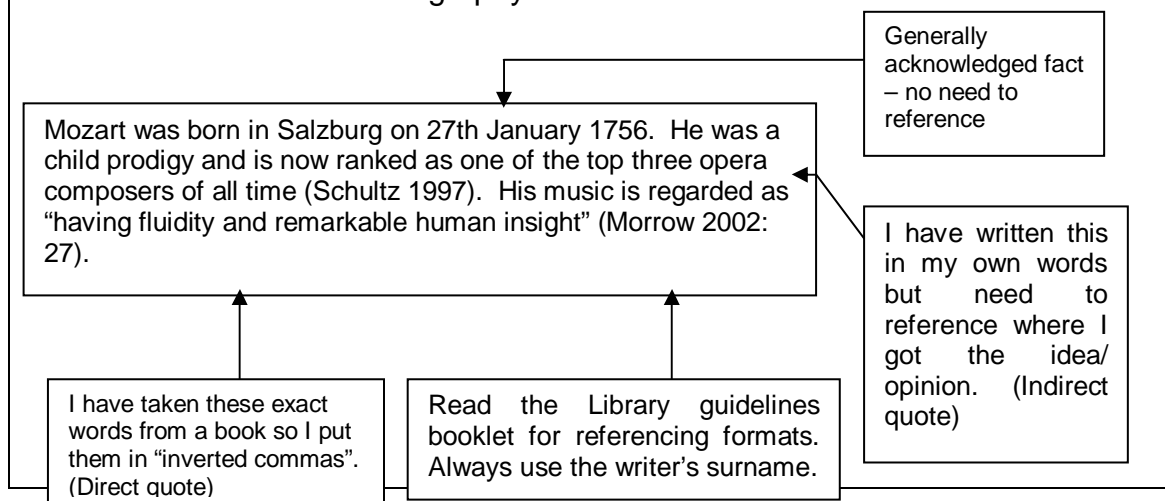 Generally
acknowledged fact
– no need to
reference
Mozart was born in Salzburg on 27th January 1756.  He was a
child prodigy and is now ranked as one of the top three opera
composers of all time (Schultz 1997).  His music is regarded as
“having fluidity and remarkable human insight” (Morrow 2002:
27).
I have written this
in my own words
but need to
reference where I
got the idea/
opinion. (Indirect
quote)
I have taken these exact
words from a book so I put
them in “inverted commas”.
(Direct quote)
Read the Library guidelines
booklet for referencing formats.
Always use the writer’s surname.